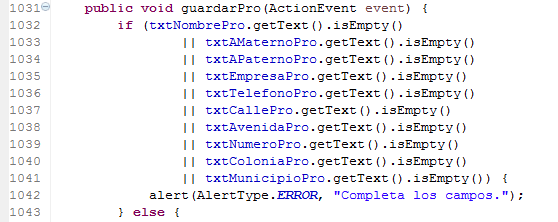 1031 public void guardarPro(ActionEvent event) {
1032 if (txtNombrePro.getText().isEmpty()
1033 || txtAMaternoPro.getText().isEmpty()
1034 || txtAPaternoPro.getText().isEmpty()
1035 || txtEmpresaPro.getText().isEmpty()
1036 || txtTelefonoPro.getText().isEmpty()
1037 || txtCallePro.getText().isEmpty()
1038 || txtAvenidaPro.getText().isEmpty()
1039 || txtNumeroPro.getText().isEmpty()
1040 || txtColoniaPro.getText().isEmpty()
1041 || txtMunicipioPro.getText().isEmpty()) {
1042 alert(AlertType.ERROR, "Completa los campos.");
1043 } else {